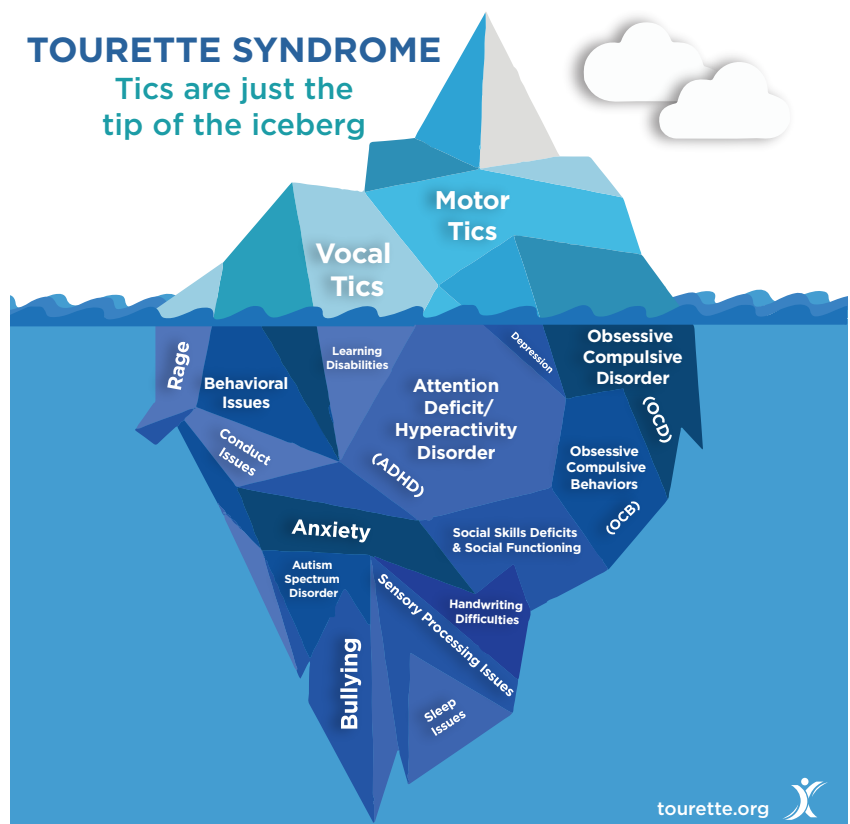 TOURETTE SYNDROME
Tics are just the
tip of the iceberg
Motor
Tics
Vocal
Tics
Rage
Behavioral
Issues
Learning
Disabilities
Attention
Deficit/
Hyperactivity
Disorder
(ADHD)
Depression
Obsessive
Compulsive
Disorder
(OCD)
Conduct
Issues
Obsessive
Compulsive
Behaviors
(OCB)
Anxiety
Social Skills Deficits
& Social Functioning
Autism
Spectrum
Disorder
Sensory Processing Issues
Handwriting
Difficulties
Bullying
Sleep
Issues
tourette.org